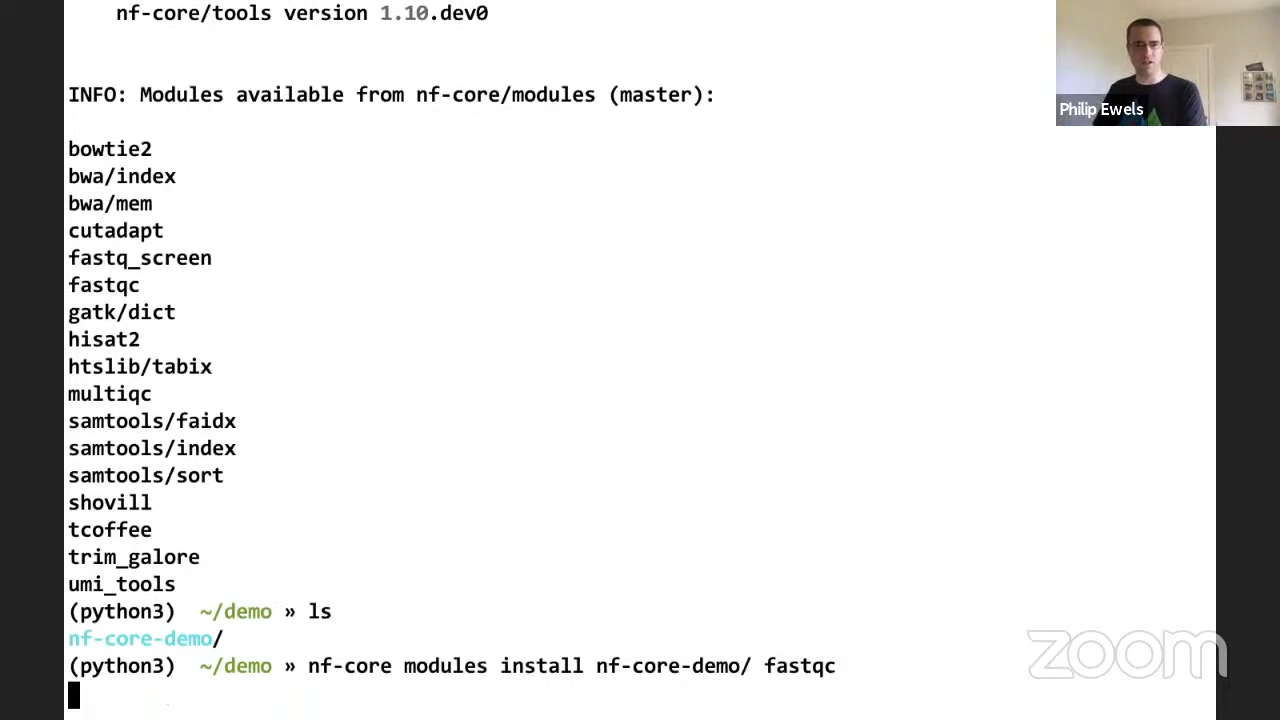 nf-core/tools version 1.10.dev0
INFO: Modules available from nf-core/modules (master):
bowtie2
bwa/index
bwa/mem
cutadapt
fastq_screen
fastqc
gatk/dict
hisat2
htslib/tabix
multiqc
samtools/faidx
samtools/index
samtools/sort
shovill
tcoffee
trim_galore
umi_tools
(python3)  ~/demo » ls
nf-core-demo/
(python3)  ~/demo » nf-core modules install nf-core-demo/ fastqc
Philip Ewels
zoom